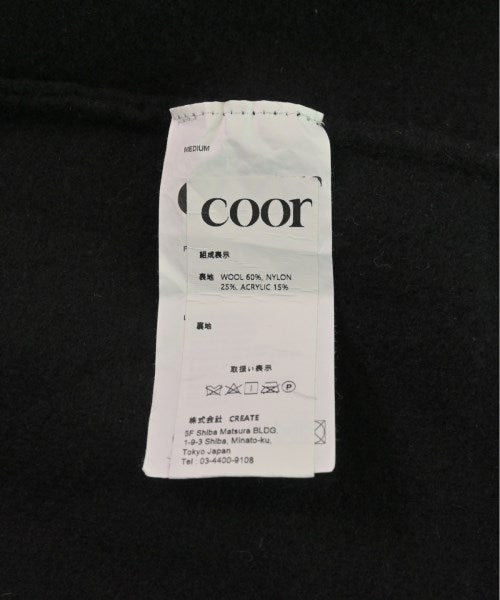 MEDIUM
coor
組成表示
表地 WOOL 60%, NYLON
25%, ACRYLIC 15%
裏地
取扱い表示
株式会社 CREATE
5F Shiba Matsura BLDG.
1-9-3 Shiba, Minato-ku,
Tokyo Japan
Tel : 03-4400-9108